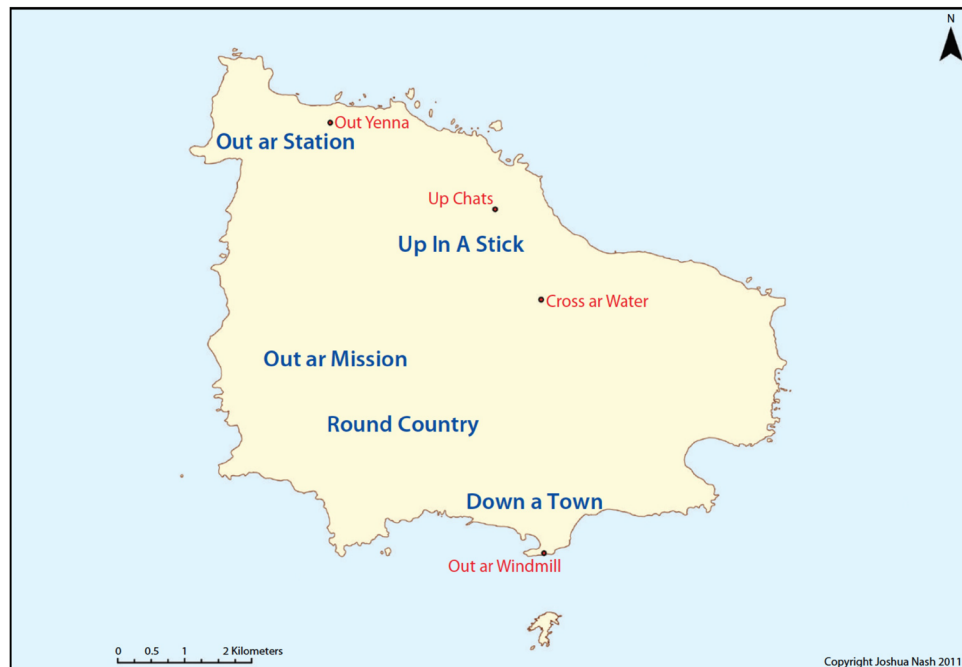 N
Out Yenna
Out ar Station
Up Chats
Up In A Stick
Cross ar Water
Out ar Mission
Round Country
Down a Town
Out ar Windmill
0 0.5 1 2 Kilometers
Copyright Joshua Nash 2011